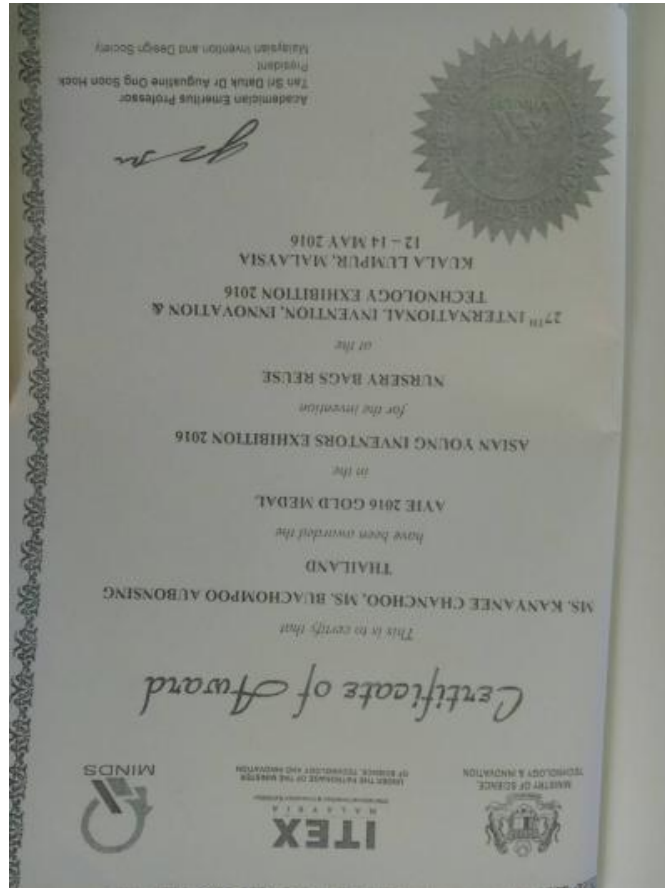 MINISTRY OF SCIENCE,
TECHNOLOGY & INNOVATION
ITEX
MALAYSIA
UNDER THE PATRONAGE OF THE MINISTER
OF SCIENCE, TECHNOLOGY AND INNOVATION
MINDS
Certificate of Award
This is to certify that
MS. KANYANEE CHANCHOO, MS. BUACHOMPOO AUBONSING
THAILAND
have been awarded the
AYIE 2016 GOLD MEDAL
in the
ASIAN YOUNG INVENTORS EXHIBITION 2016
for the invention
NURSERY BAGS REUSE
at the
27TH INTERNATIONAL INVENTION, INNOVATION &
TECHNOLOGY EXHIBITION 2016
KUALA LUMPUR, MALAYSIA
12 – 14 MAY 2016
Academician Emeritus Professor
Tan Sri Datuk Dr Augustine Ong Soon Hock
President
Malaysian Invention and Design Society